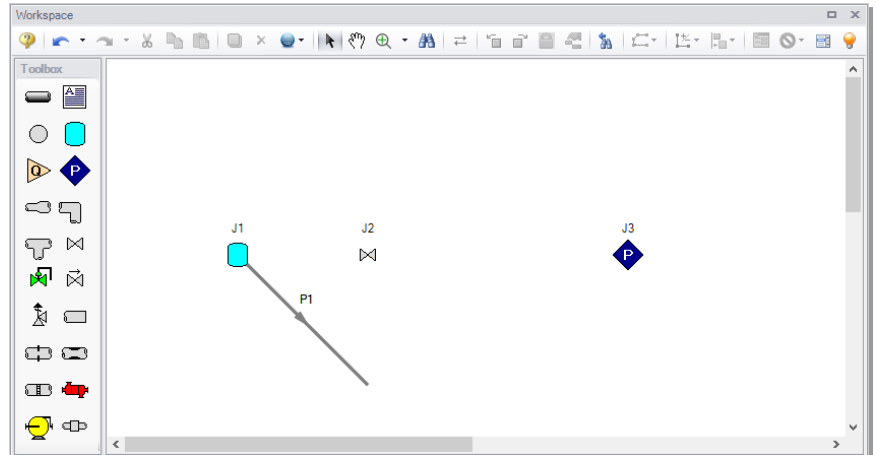 Workspace
Toolbox
A
Q P
J1 J2 J3
P
P1